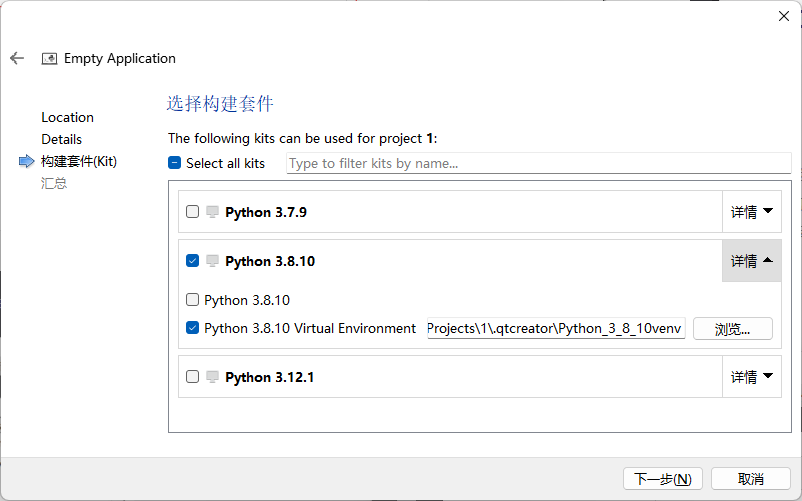 Empty Application
Location
Details
构建套件(Kit)
汇总
选择构建套件
The following kits can be used for project 1:
Select all kits
Type to filter kits by name...
Python 3.7.9
详情
Python 3.8.10
详情
Python 3.8.10
Python 3.8.10 Virtual Environment
Projects\1\.qtcreator\Python_3_8_10venv
浏览...
Python 3.12.1
详情
下一步(N)
取消